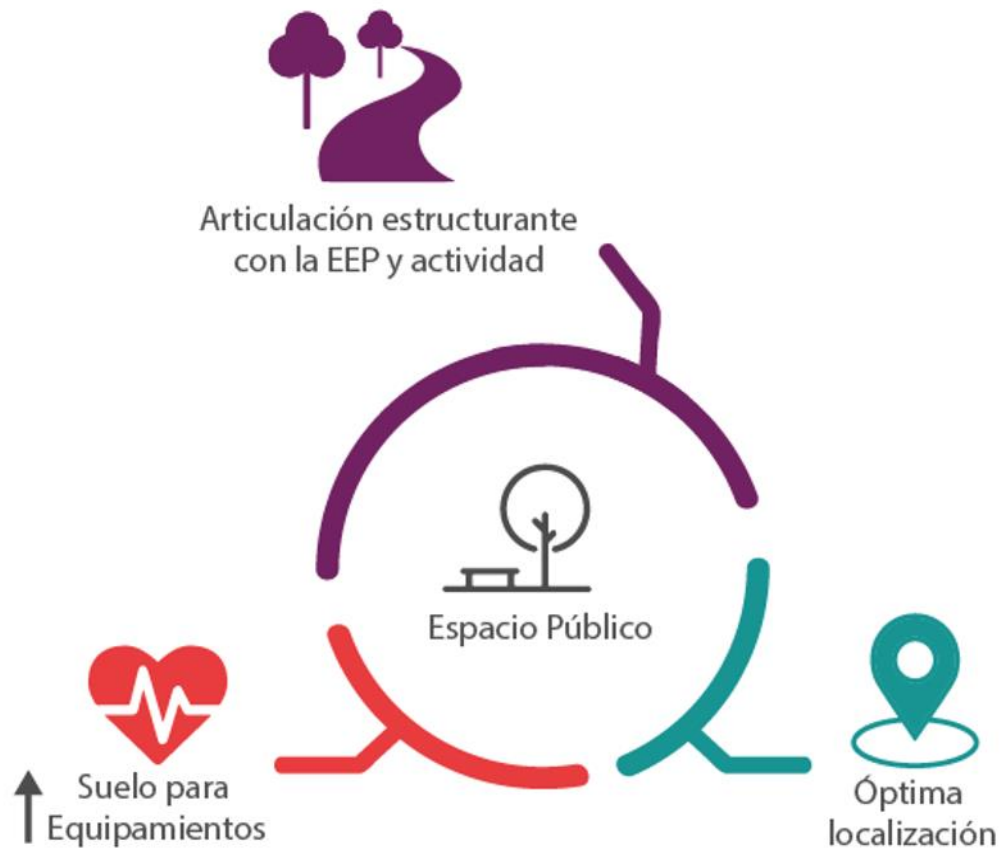 Articulación estructurante
con la EEP y actividad
Espacio Público
Suelo para
Equipamientos
Óptima
localización